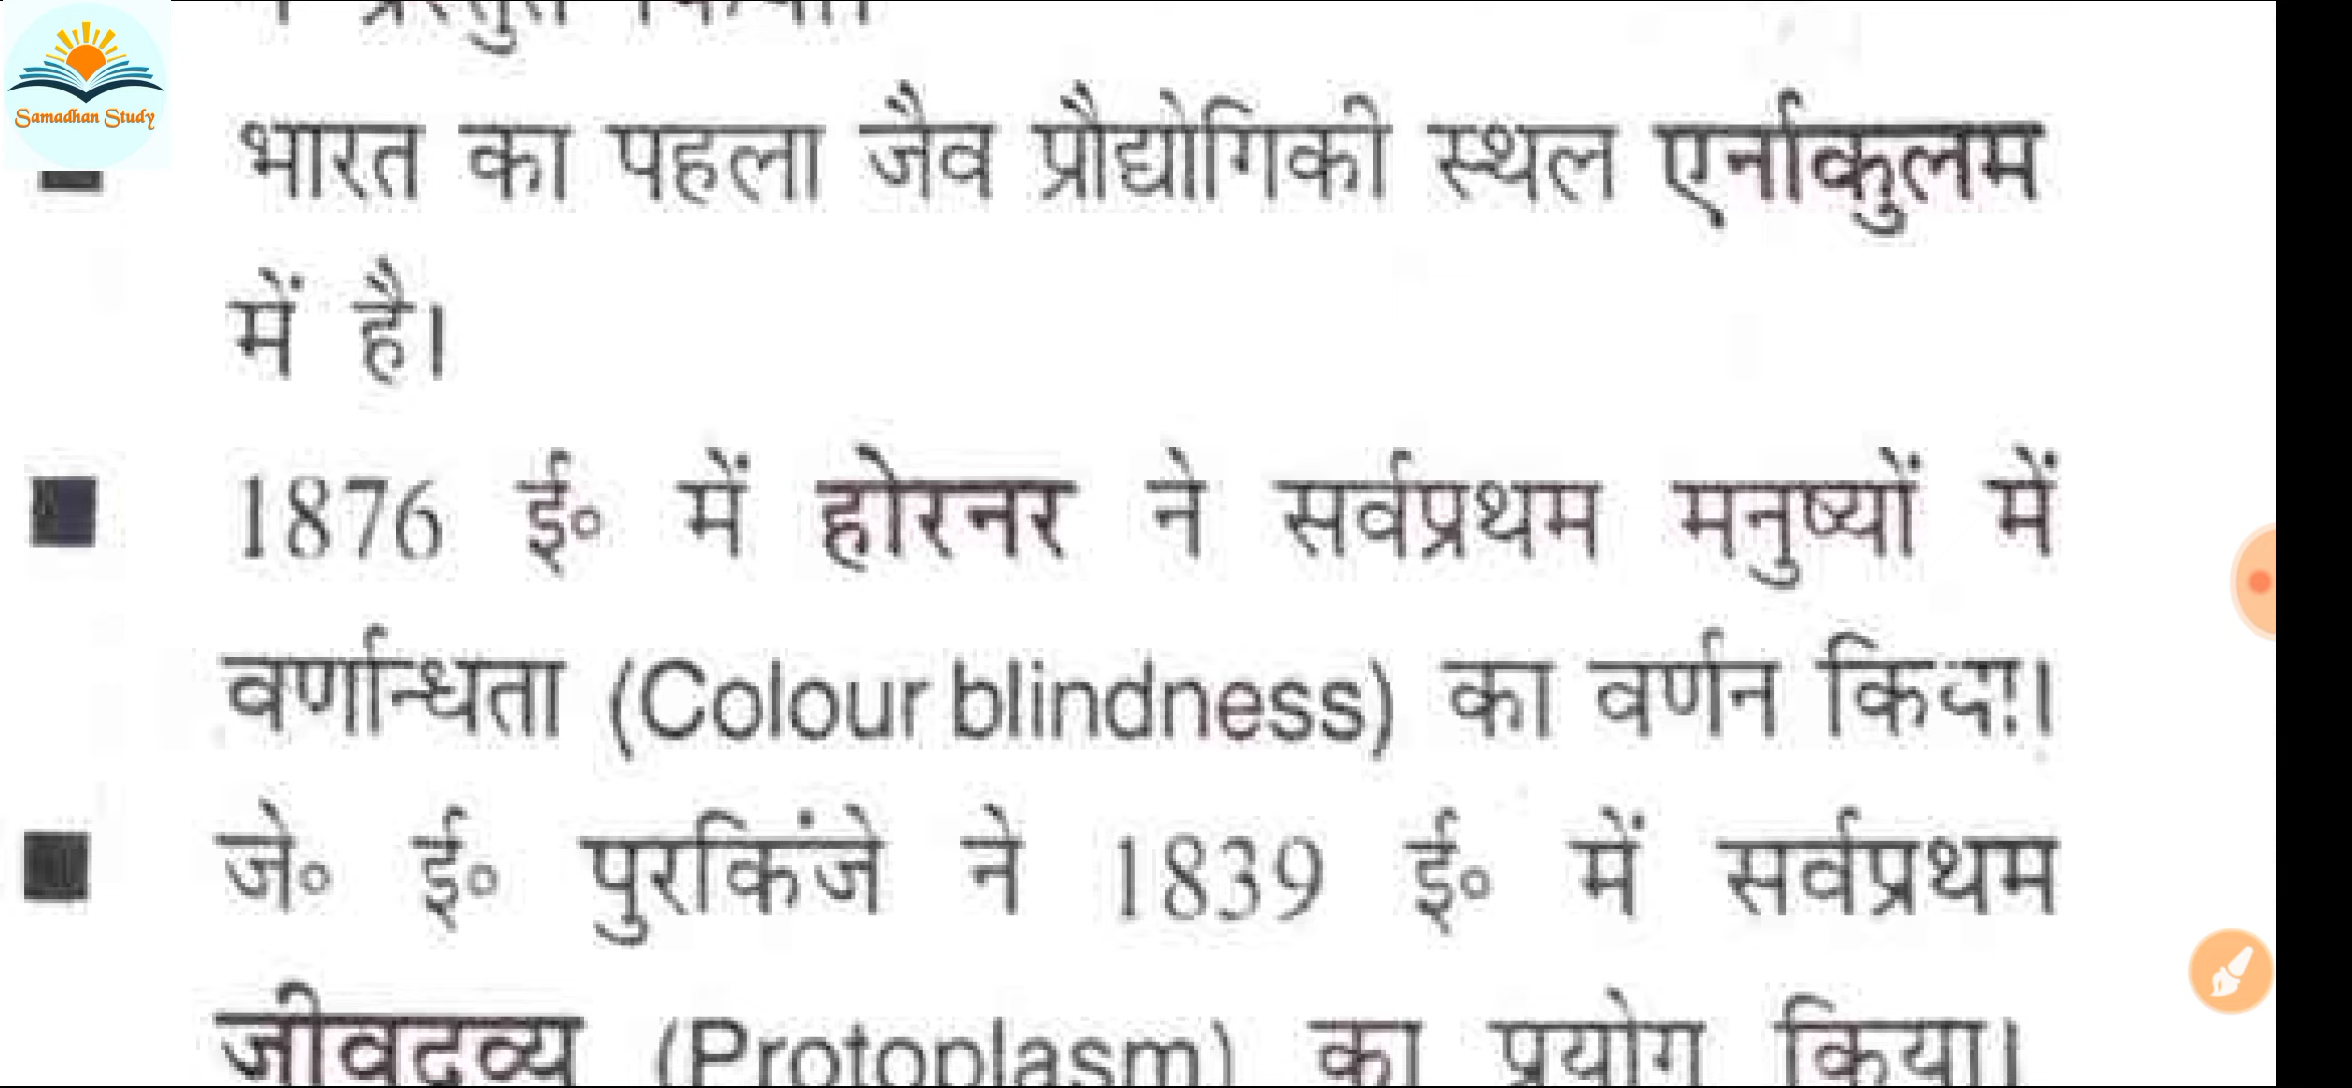 Samadhan Study
भारत का पहला जैव प्रौद्योगिकी स्थल एर्नाकुलम
में है।
1876 ई० में होरनर ने सर्वप्रथम मनुष्यों में
वर्णान्धता (Colour blindness) का वर्णन किया।
जे० ई० पुरकिंजे ने 1839 ई० में सर्वप्रथम
जीवद्रव्य (Protoplasm) का प्रयोग किया।